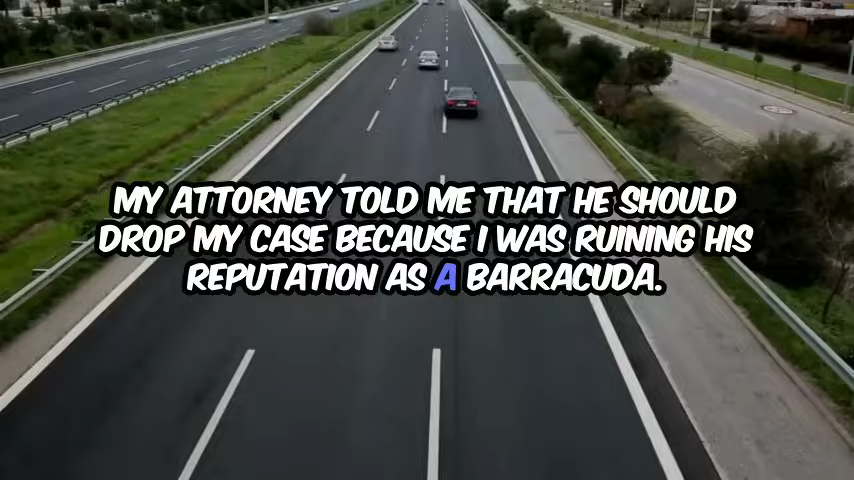 MY ATTORNEY TOLD ME THAT HE SHOULD
DROP MY CASE BECAUSE I WAS RUINING HIS
REPUTATION AS A BARRACUDA.